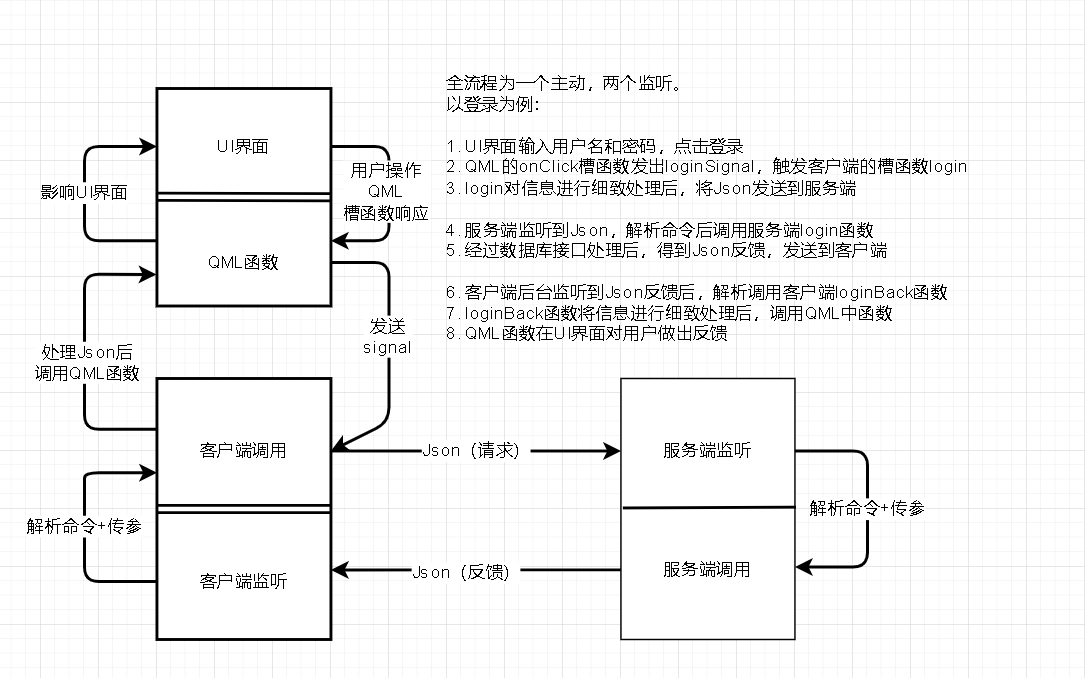 全流程为一个主动，两个监听。
以登录为例：
1. UI界面输入用户名和密码，点击登录
2. QML的onClick槽函数发出loginSignal，触发客户端的槽函数login
3. login对信息进行细致处理后，将Json发送到服务端
4. 服务端监听到Json，解析命令后调用服务端login函数
5. 经过数据库接口处理后，得到Json反馈，发送到客户端
6. 客户端后台监听到Json反馈后，解析调用客户端loginBack函数
7. loginBack函数将信息进行细致处理后，调用QML中函数
8. QML函数在UI界面对用户做出反馈
UI界面
用户操作
QML
槽函数响应
影响UI界面
QML函数
发送
signal
处理Json后
调用QML函数
客户端调用
Json（请求）
服务端监听
解析命令+传参
解析命令+传参
客户端监听
Json（反馈）
服务端调用